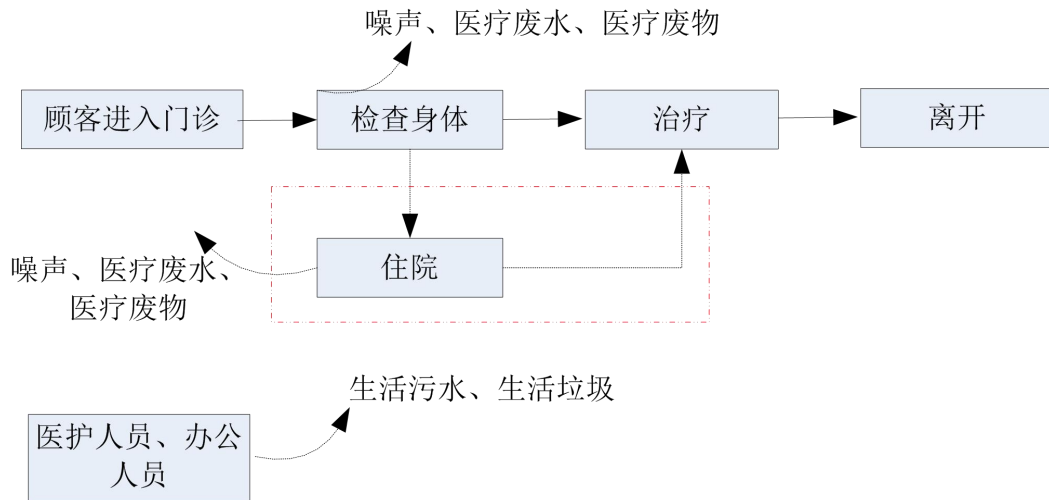 噪声、医疗废水、医疗废物
顾客进入门诊
检查身体
治疗
离开
住院
噪声、医疗废水、
医疗废物
生活污水、生活垃圾
医护人员、办公
人员